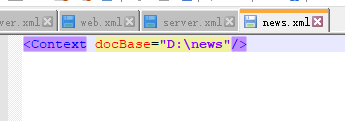 ver.xml
web.xml
server.xml
news.xml
<Context docBase="D:\news"/>